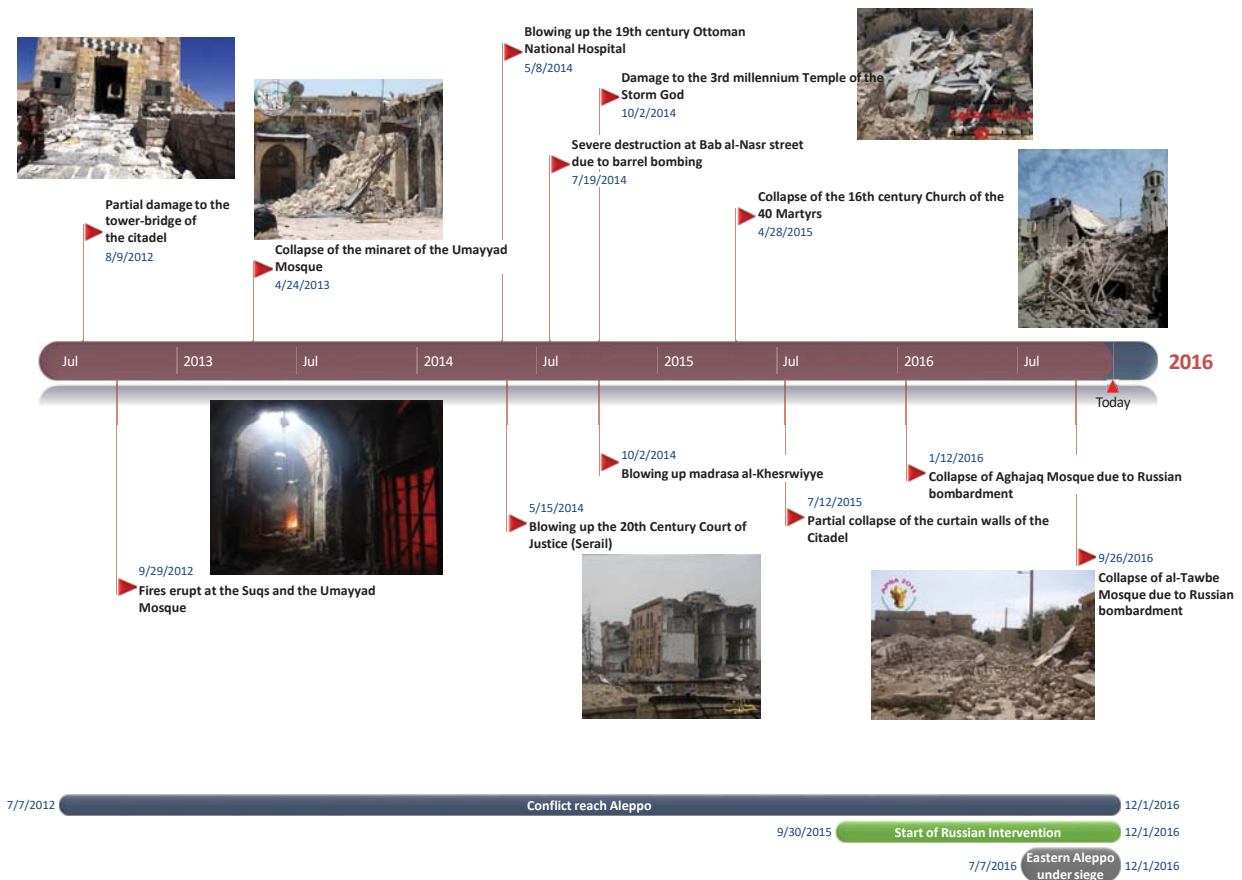 Blowing up the 19th century Ottoman
National Hospital
5/8/2014
Damage to the 3rd millennium Temple of the
Storm God
10/2/2014
Severe destruction at Bab al-Nasr street
due to barrel bombing
7/19/2014
Partial damage to the
tower-bridge of
the citadel
8/9/2012
Collapse of the minaret of the Umayyad
Mosque
4/24/2013
Collapse of the 16th century Church of the
40 Martyrs
4/28/2015
Jul
2013
Jul
2014
Jul
2015
Jul
2016
Jul
2016
Today
9/29/2012
Fires erupt at the Suqs and the Umayyad
Mosque
10/2/2014
Blowing up madrasa al-Khesrwiyye
5/15/2014
Blowing up the 20th Century Court of
Justice (Serail)
7/12/2015
Partial collapse of the curtain walls of the
Citadel
1/12/2016
Collapse of Aghajaq Mosque due to Russian
bombardment
9/26/2016
Collapse of al-Tawbe
Mosque due to Russian
bombardment
APSA 2011
7/7/2012
Conflict reach Aleppo
12/1/2016
9/30/2015
Start of Russian Intervention
12/1/2016
7/7/2016
Eastern Aleppo
under siege
12/1/2016